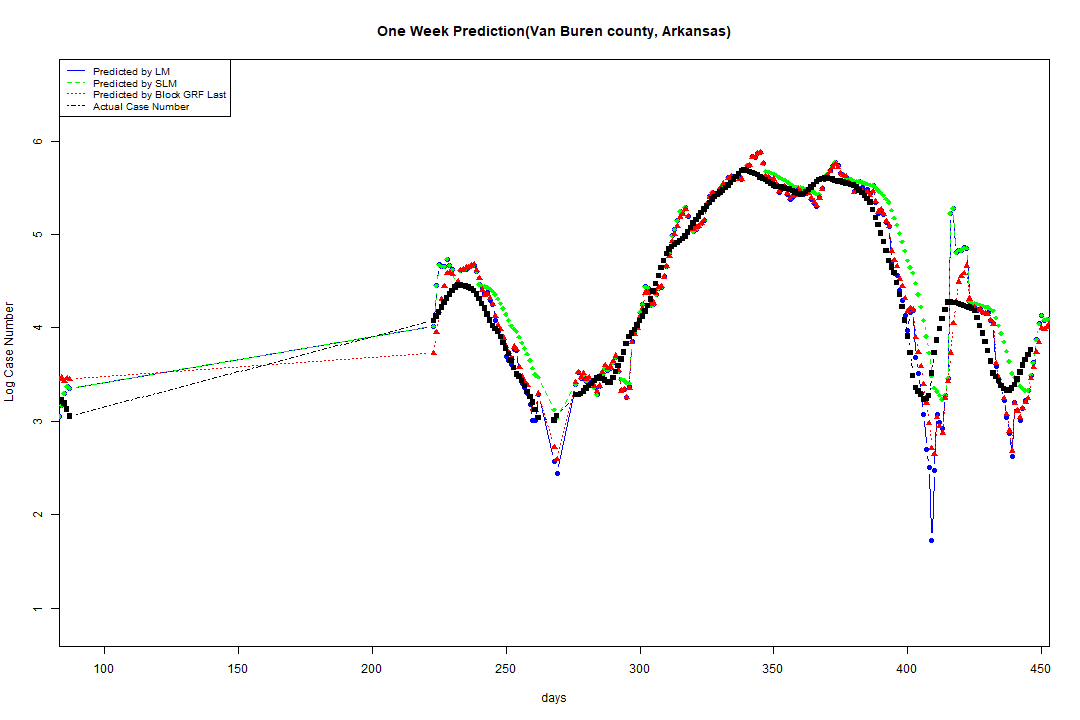 One Week Prediction(Van Buren county, Arkansas)
Predicted by LM
Predicted by SLM
Predicted by Block GRF Last
Actual Case Number
6
5
4
3
2
1
Log Case Number
100 150 200 250 300 350 400 450
days